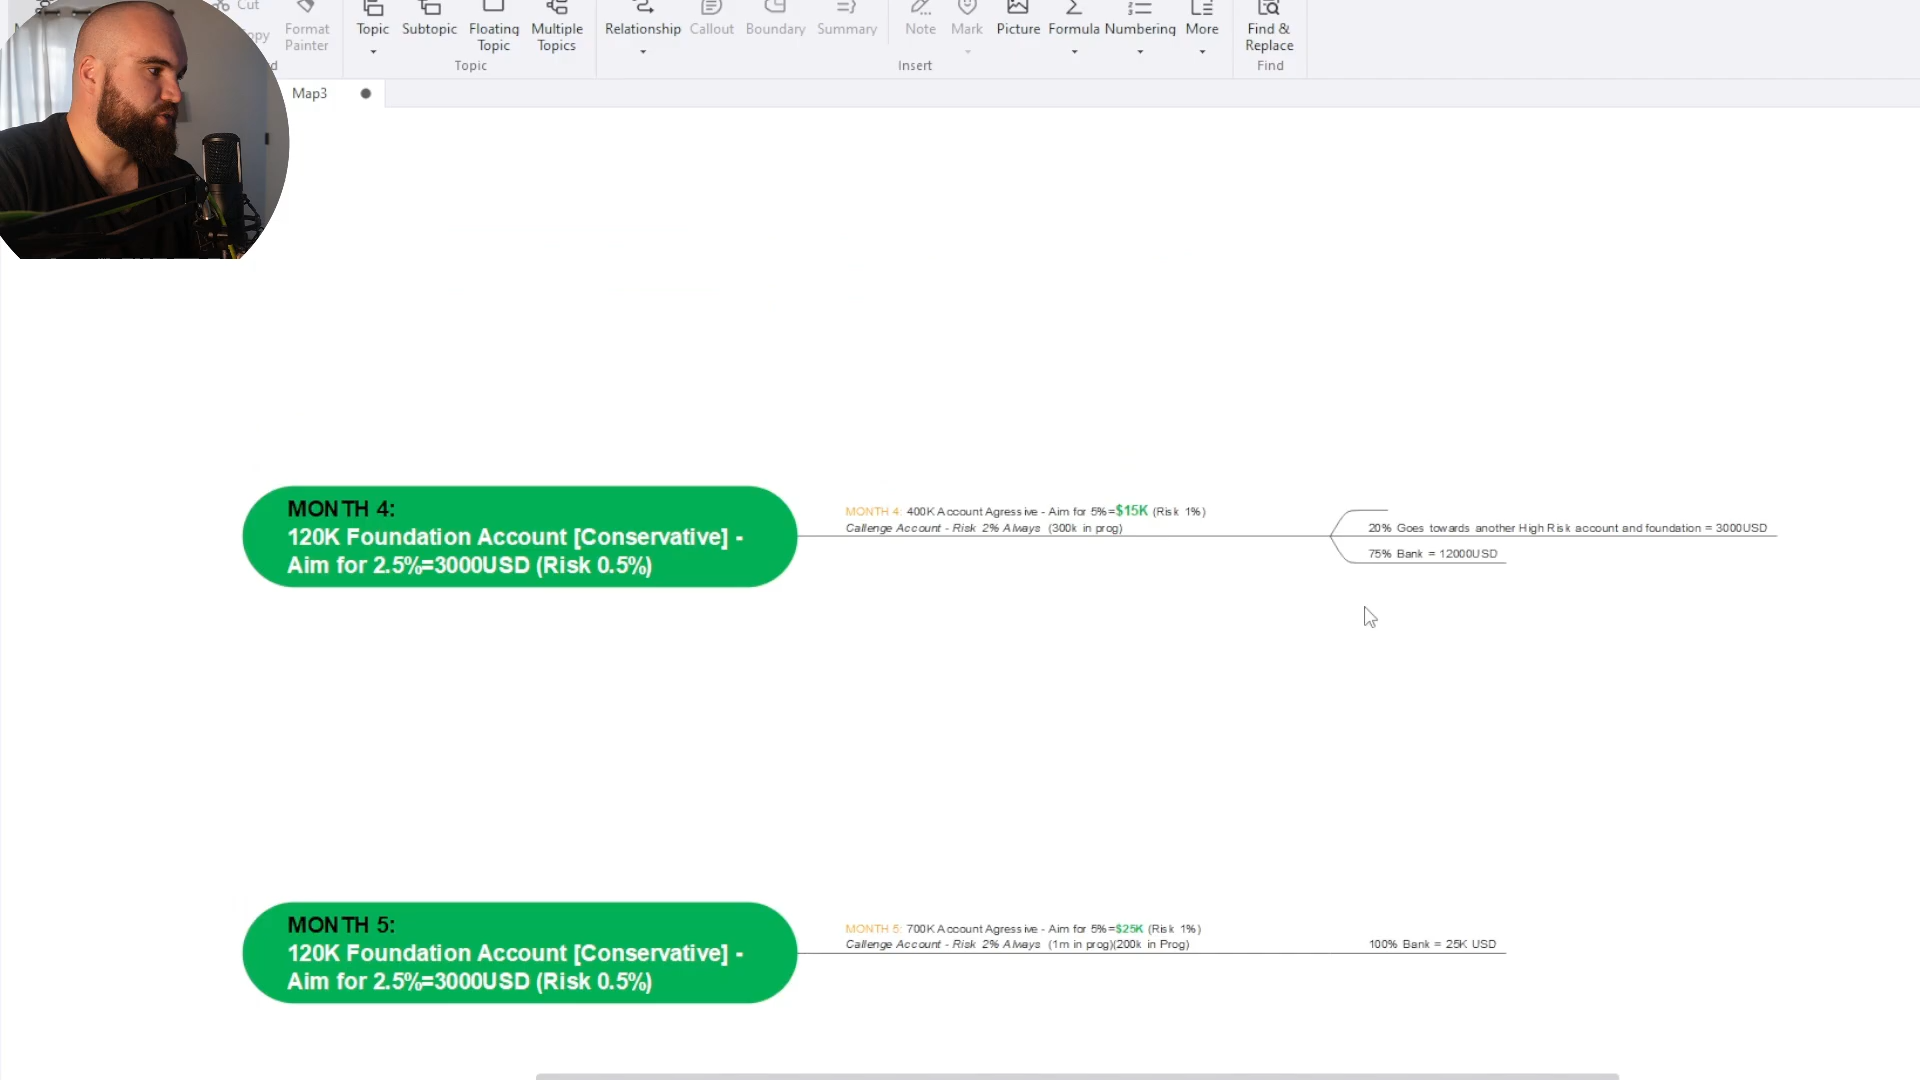 Cut
Format
Painter
Topic
Subtopic
Floating
Topic
Multiple
Topics
Topic
Relationship
Callout
Boundary
Summary
Note
Mark
Picture
Formula
Numbering
More
Insert
Find &
Replace
Find
Map3
MONTH 4:
120K Foundation Account [Conservative] -
Aim for 2.5%=3000USD (Risk 0.5%)
MONTH 4: 400K Account Agressive - Aim for 5%=$15K (Risk 1%)
Callenge Account - Risk 2% Always (300k in prog)
20% Goes towards another High Risk account and foundation = 3000USD
75% Bank = 12000USD
MONTH 5:
120K Foundation Account [Conservative] -
Aim for 2.5%=3000USD (Risk 0.5%)
MONTH 5: 700K Account Agressive - Aim for 5%=$25K (Risk 1%)
Callenge Account - Risk 2% Always (1m in prog)(200k in Prog)
100% Bank = 25K USD